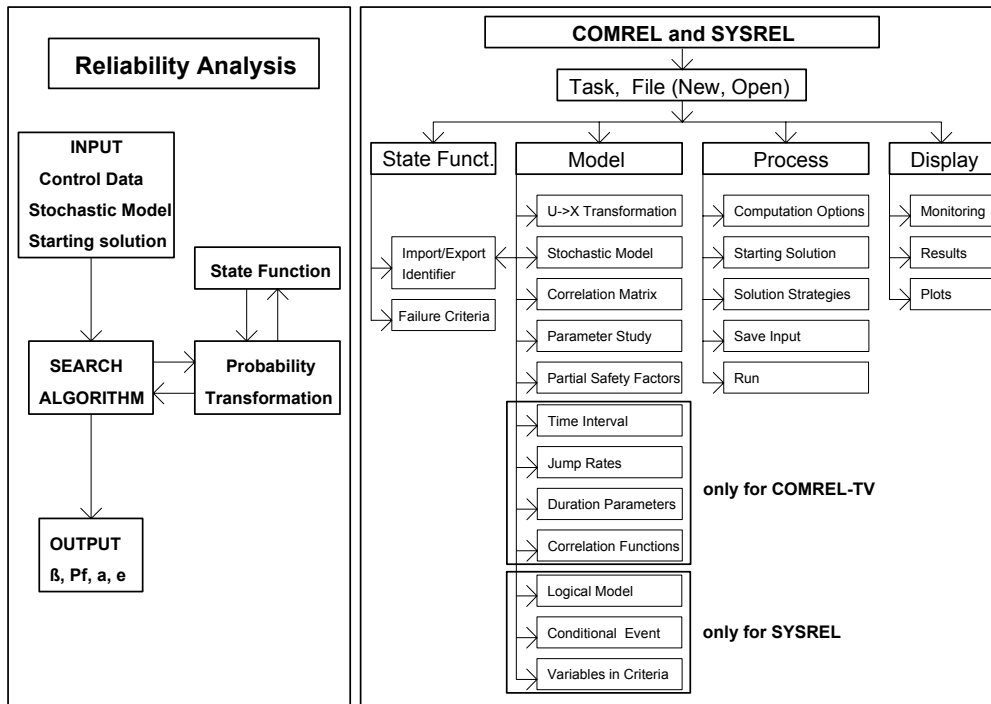 Reliability Analysis
INPUT
Control Data
Stochastic Model
Starting solution
State Function
SEARCH
ALGORITHM
Probability
Transformation
OUTPUT
ß, Pf, a, e
COMREL and SYSREL
Task, File (New, Open)
State Funct.
Import/Export
Identifier
Failure Criteria
Model
U->X Transformation
Stochastic Model
Correlation Matrix
Parameter Study
Partial Safety Factors
Time Interval
Jump Rates
Duration Parameters
Correlation Functions
only for COMREL-TV
Logical Model
Conditional Event
Variables in Criteria
only for SYSREL
Process
Computation Options
Starting Solution
Solution Strategies
Save Input
Run
Display
Monitoring
Results
Plots